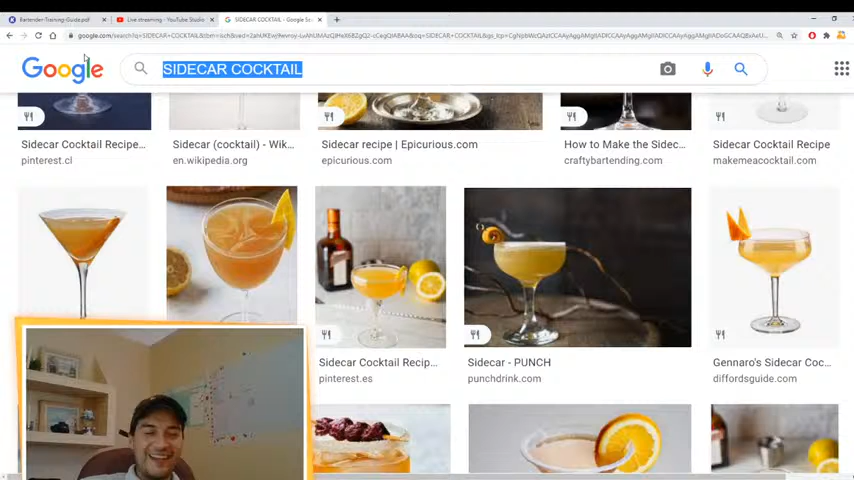 Bartender-Training-Guide.pdf
Live streaming - YouTube Studio
SIDECAR COCKTAIL - Google Se
Google
SIDECAR COCKTAIL
Sidecar Cocktail Recipe...
Sidecar (cocktail) - Wik...
Sidecar recipe | Epicurious.com
How to Make the Sidec...
Sidecar Cocktail Recipe
pinterest.cl
en.wikipedia.org
epicurious.com
craftybartending.com
makemeacocktail.com
Sidecar Cocktail Recip...
Sidecar - PUNCH
Gennaro's Sidecar Coc...
pinterest.es
punchdrink.com
diffordsguide.com